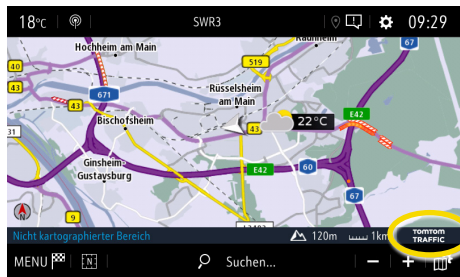 18°C
SWR3
09:29
Hochheim am Main
Raunheim
67
519
40
43
671
43
Rüsselsheim
am Main
Bischofsheim
43
22°C
E42
31
Ginsheim-
Gustavsburg
E42
60
67
9
Nicht kartographierter Bereich
120m
1km
TOMTOM
TRAFFIC
MENU
N
Suchen...